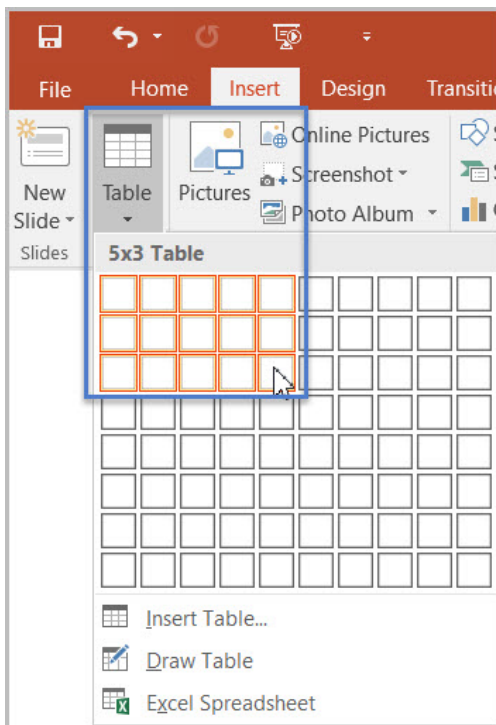 File Home Insert Design Transitio
New
Slide
Slides
Table
Pictures
Online Pictures
Screenshot
Photo Album
5x3 Table
Insert Table...
Draw Table
Excel Spreadsheet